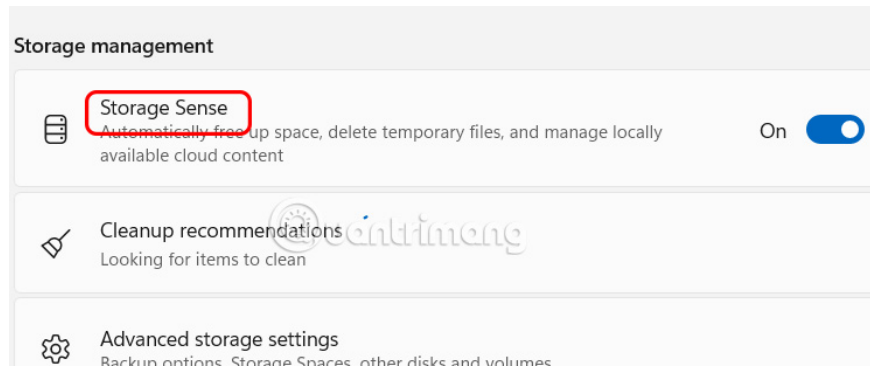 Storage management
Storage Sense
Automatically free up space, delete temporary files, and manage locally
available cloud content
On
Cleanup recommendations
uantrimang
Looking for items to clean
Advanced storage settings
Backup options, Storage Spaces, other disks and volumes